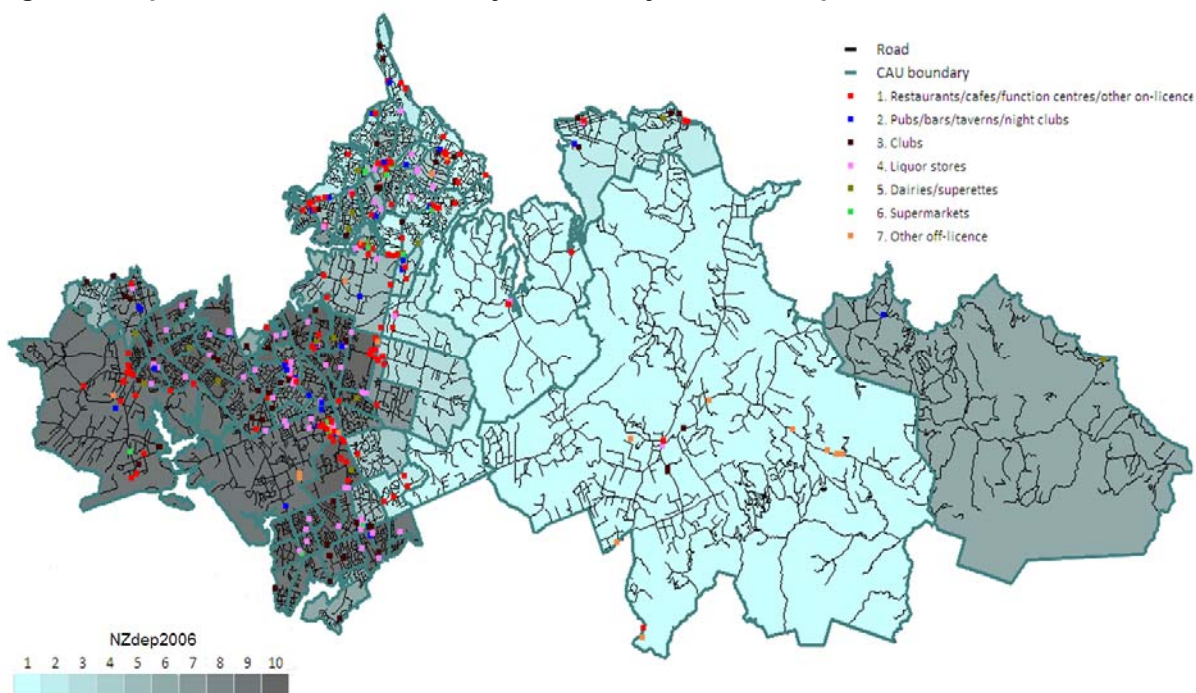 Road
CAU boundary
1. Restaurants/cafes/function centres/other on-licence
2. Pubs/bars/taverns/night clubs
3. Clubs
4. Liquor stores
5. Dairies/superettes
6. Supermarkets
7. Other off-licence
NZdep2006
1 2 3 4 5 6 7 8 9 10